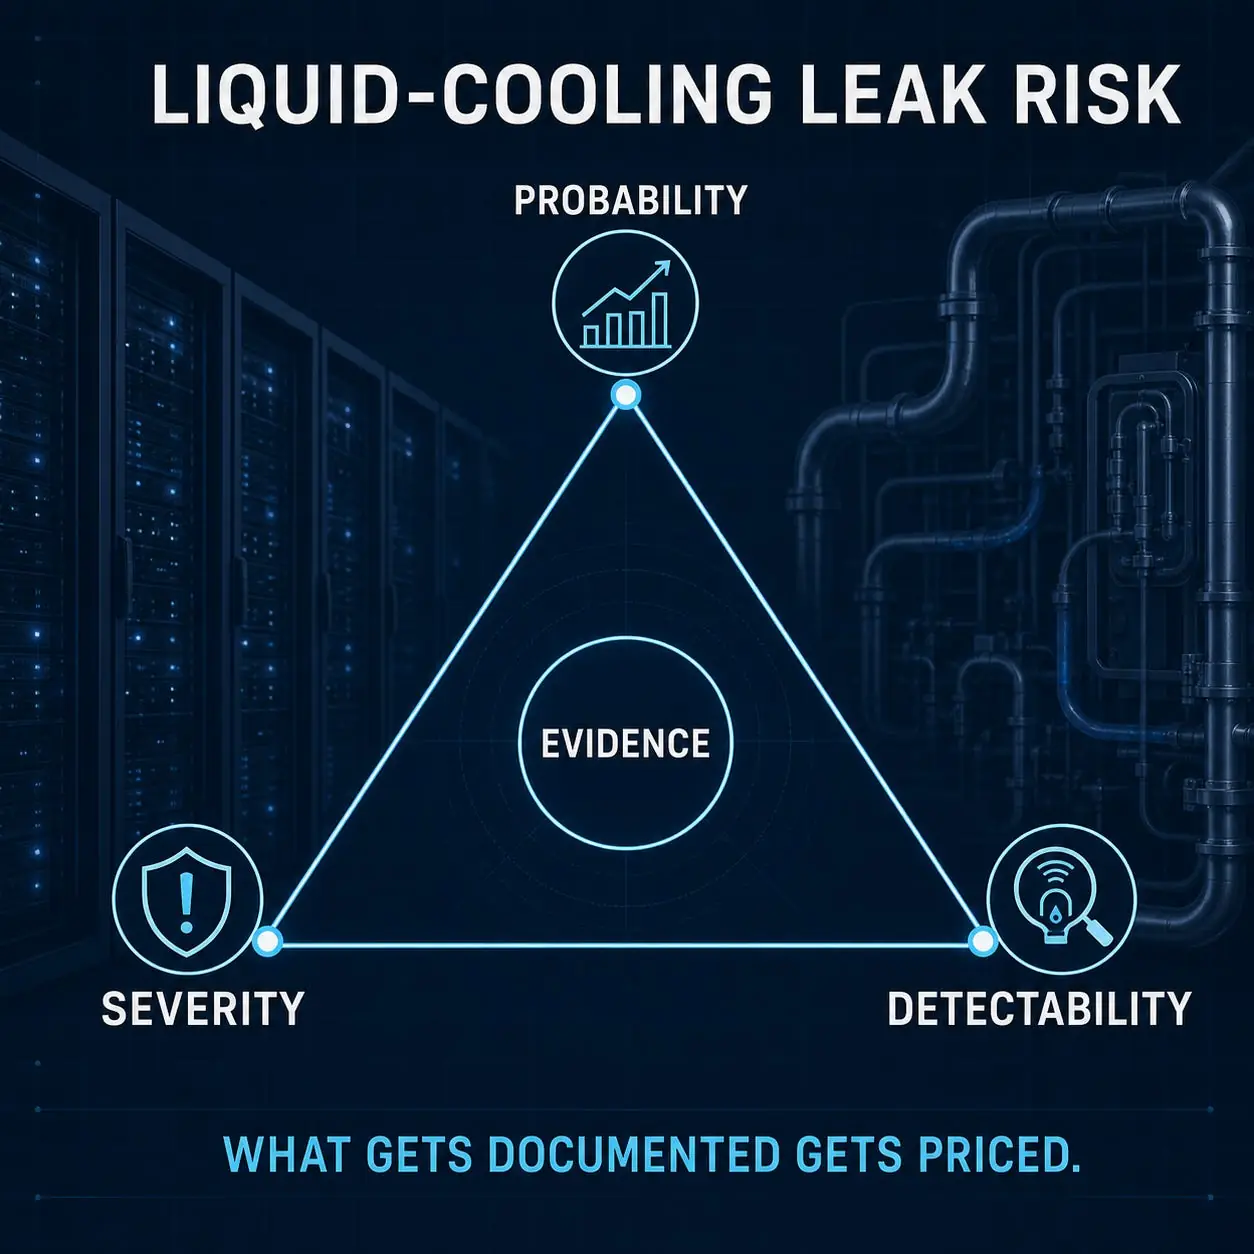 LIQUID-COOLING LEAK RISK
PROBABILITY
EVIDENCE
SEVERITY
DETECTABILITY
WHAT GETS DOCUMENTED GETS PRICED.